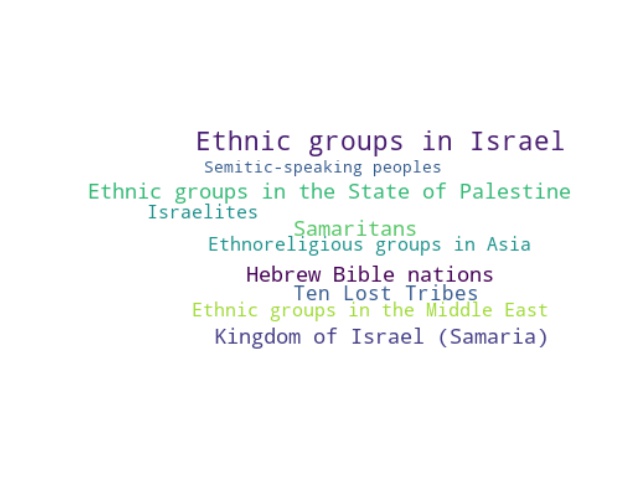 Ethnic groups in Israel
Semitic-speaking peoples
Ethnic groups in the State of Palestine
Israelites
Samaritans
Ethnoreligious groups in Asia
Hebrew Bible nations
Ten Lost Tribes
Ethnic groups in the Middle East
Kingdom of Israel (Samaria)